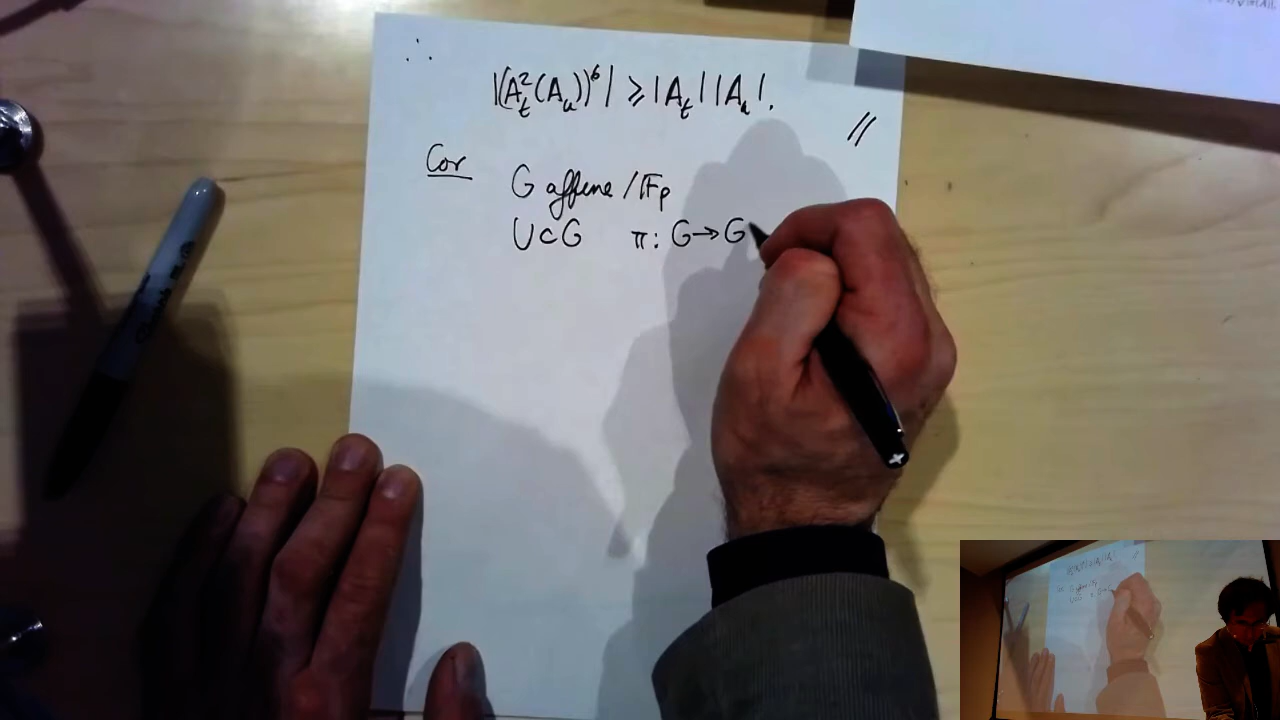 ∴
|(A_t^2(A_u))^6| ⩾ |A_t| |A_u|. //
Cor G affine / 𝔽_p
U⊂G π: G→G